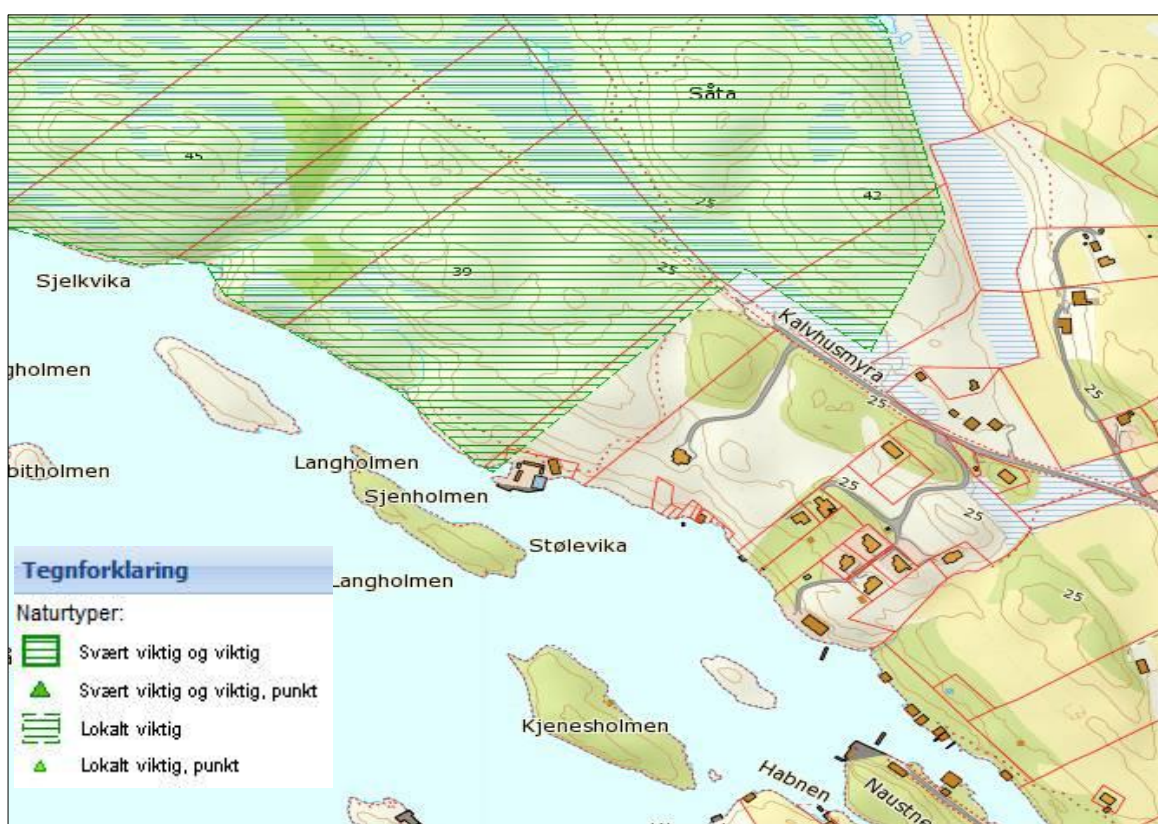 Såta
45
42
25
Sjelkvika
39
25
Kalvhusmyra
gholmen
25
25
bitholmen
Langholmen
Sjenholmen
25
25
Stølevika
Langholmen
25
Tegnforklaring
Naturtyper:
Svært viktig og viktig
Svært viktig og viktig, punkt
Lokalt viktig
Lokalt viktig, punkt
Kjenesholmen
Habnen
Naustne